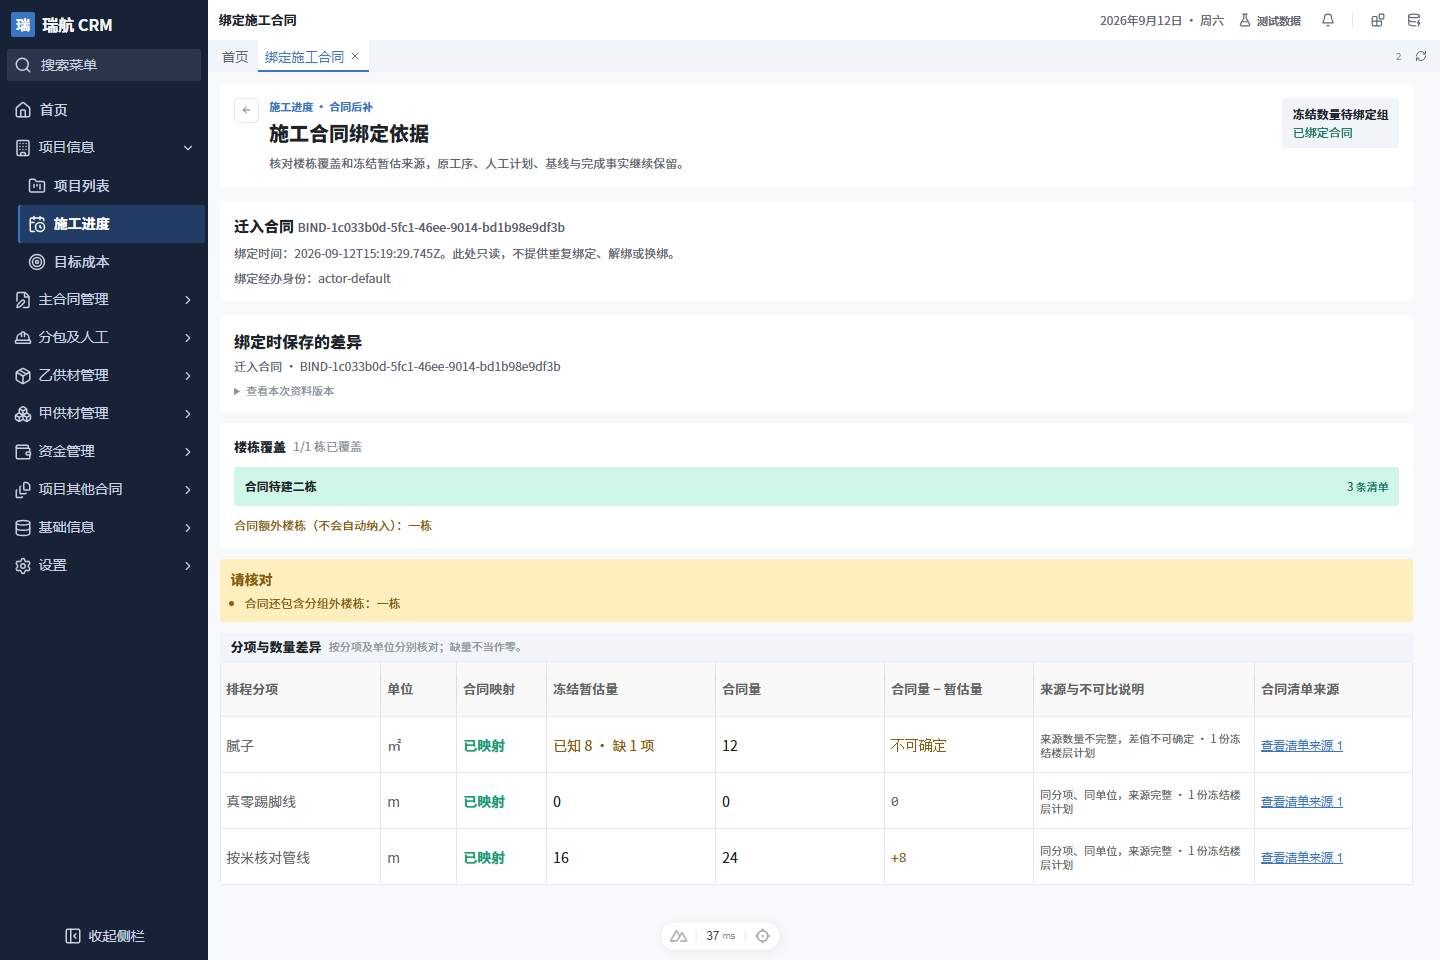 瑞 瑞航 CRM
搜索菜单
首页
项目信息
项目列表
施工进度
目标成本
主合同管理
分包及人工
乙供材管理
甲供材管理
资金管理
项目其他合同
基础信息
设置
收起侧栏
绑定施工合同
2026年9月12日 • 周六 测试数据
首页 绑定施工合同 ×
2
施工进度 • 合同后补
施工合同绑定依据
核对楼栋覆盖和冻结暂估来源，原工序、人工计划、基线与完成事实继续保留。
冻结数量待绑定组
已绑定合同
迁入合同 BIND-1c033b0d-5fc1-46ee-9014-bd1b98e9df3b
绑定时间：2026-09-12T15:19:29.745Z。此处只读，不提供重复绑定、解绑或换绑。
绑定经办身份：actor-default
绑定时保存的差异
迁入合同 • BIND-1c033b0d-5fc1-46ee-9014-bd1b98e9df3b
查看本次资料版本
楼栋覆盖 1/1 栋已覆盖
合同待建二栋 3 条清单
合同额外楼栋（不会自动纳入）：一栋
请核对
• 合同还包含分组外楼栋：一栋
分项与数量差异 按分项及单位分别核对；缺量不当作零。
排程分项 单位 合同映射 冻结暂估量 合同量 合同量 − 暂估量 来源与不可比说明 合同清单来源
腻子 ㎡ 已映射 已知 8 • 缺 1 项 12 不可确定 来源数量不完整，差值不可确定 • 1 份冻
结楼层计划 查看清单来源 1
真零踢脚线 m 已映射 0 0 0 同分项、同单位，来源完整 • 1 份冻结楼
层计划 查看清单来源 1
按米核对管线 m 已映射 16 24 +8 同分项、同单位，来源完整 • 1 份冻结楼
层计划 查看清单来源 1
37 ms